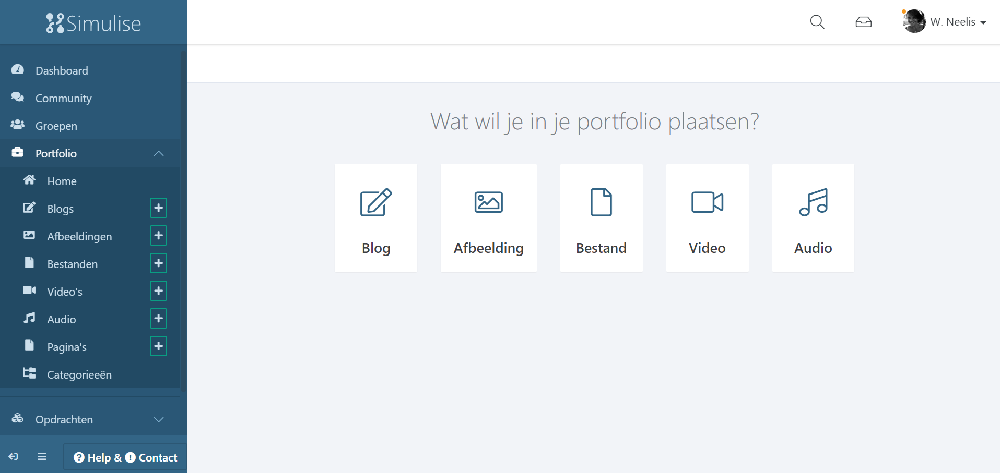 Simulise
W. Neelis
Dashboard
Community
Groepen
Portfolio
Home
Blogs
Afbeeldingen
Bestanden
Video's
Audio
Pagina's
Categorieeën
Opdrachten
Help & Contact
Wat wil je in je portfolio plaatsen?
Blog
Afbeelding
Bestand
Video
Audio